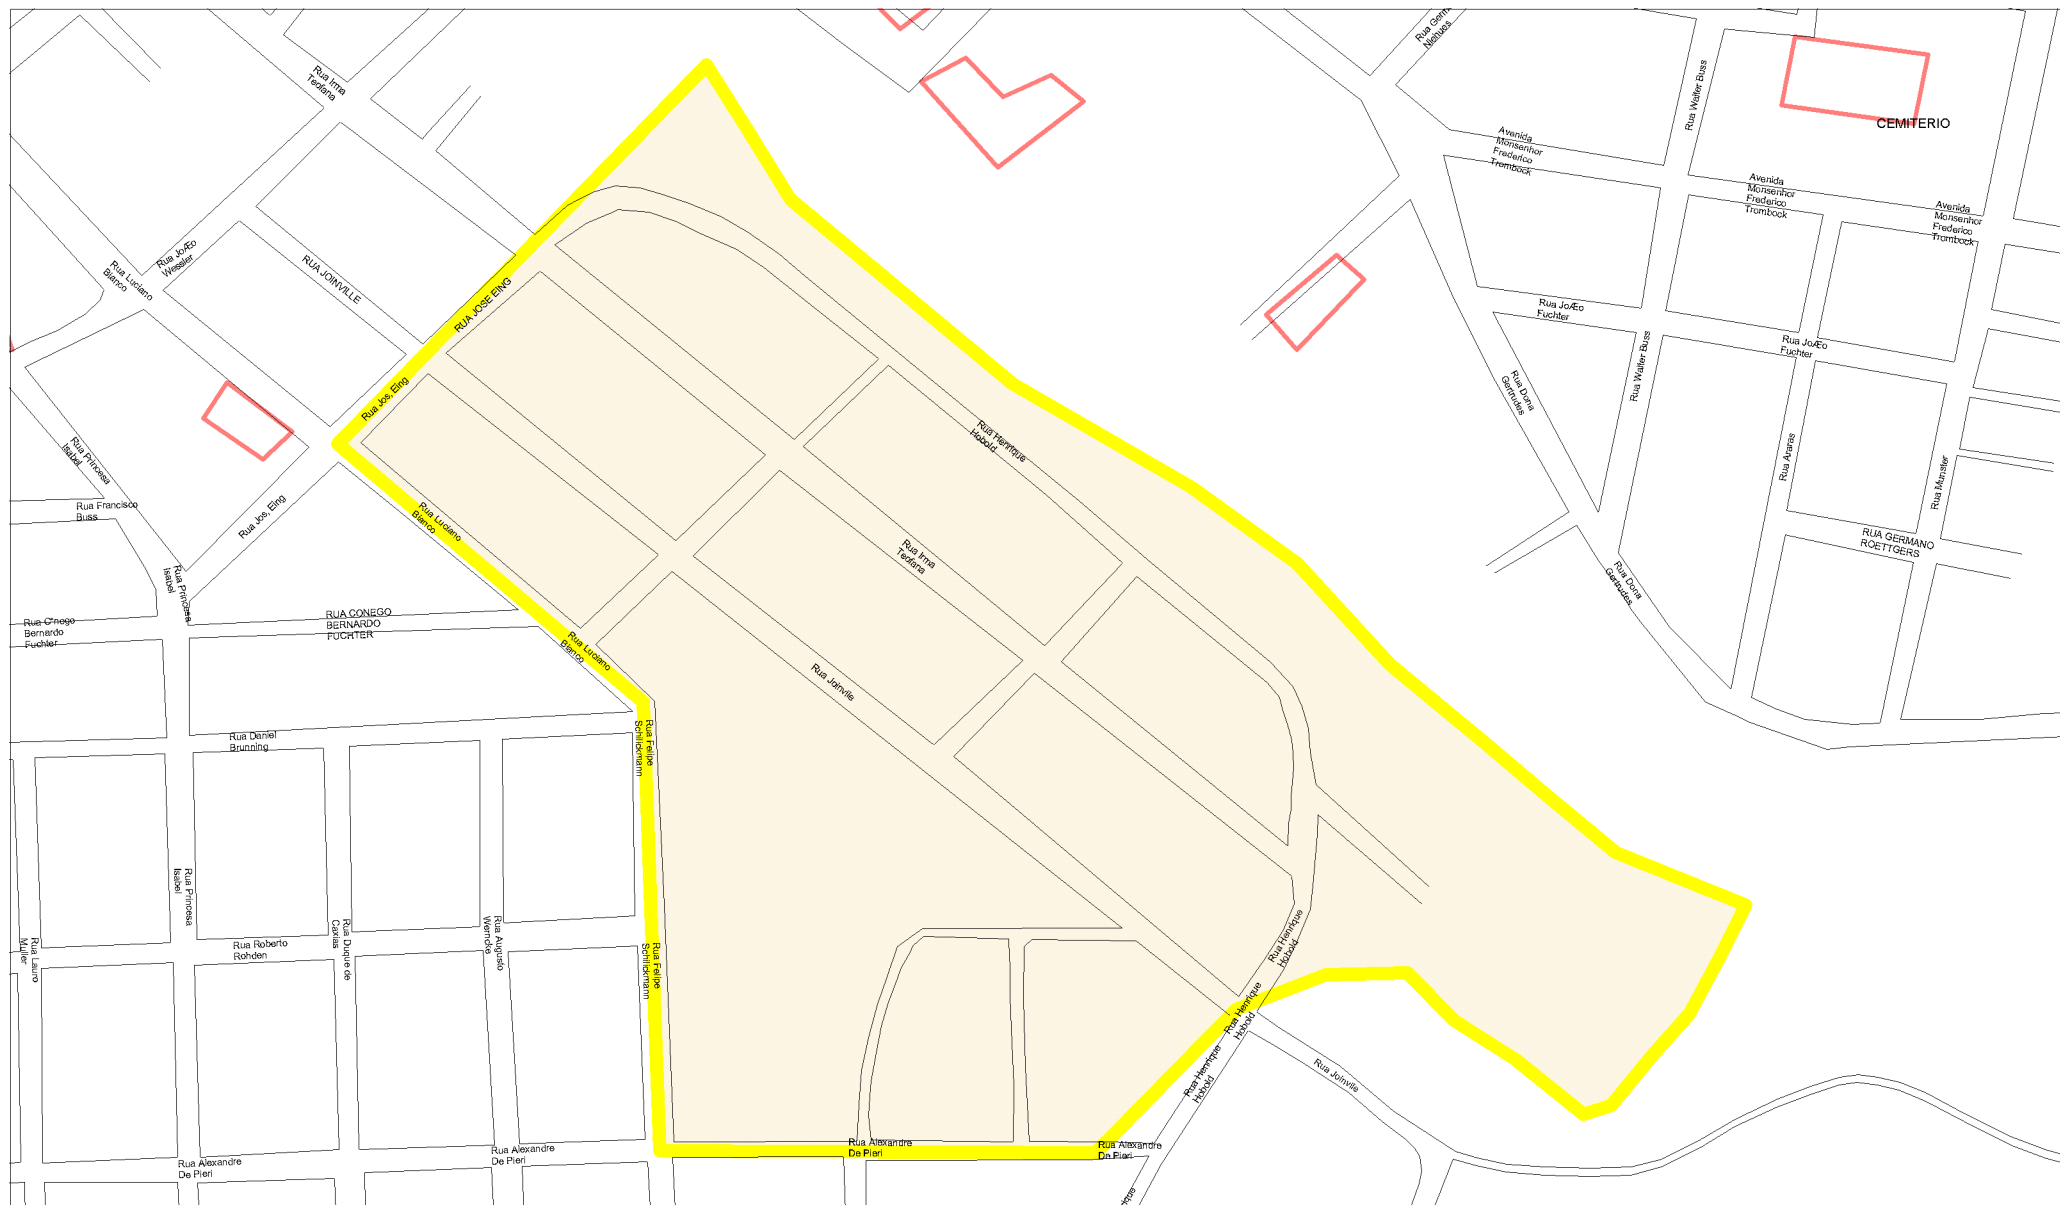 Rua Irma
Teofana
Rua Walter Buss
CEMITERIO
Avenida
Monsenhor
Frederico
Trombock
Avenida
Monsenhor
Frederico
Trombock
Avenida
Monsenhor
Frederico
Trombock
Rua JoÆo
Wessler
Rua Luciano
Bianco
RUA JOINVILLE
RUA JOSE EING
Rua JoÆo
Fuchter
Rua JoÆo
Fuchter
Rua Walter Buss
Rua Dona
Gertrudes
Rua Jos, Eing
Rua Henrique
Hobold
Rua Princesa
Isabel
Rua Araras
Rua Munster
Rua Francisco
Buss
Rua Jos, Eing
Rua Luciano
Bianco
Rua Irma
Teofana
RUA GERMANO
ROETTGERS
Rua Dona
Gertrudes
Rua Princesa
Isabel
Rua C"nego
Bernardo
Fuchter
RUA CONEGO
BERNARDO
FUCHTER
Rua Luciano
Bianco
Rua Joinvile
Rua Daniel
Brunning
Rua Felipe
Schlickmann
Rua Princesa
Isabel
Rua Lauro
Muller
Rua Roberto
Rohden
Rua Duque de
Caxias
Rua Augusto
Werncke
Rua Felipe
Schlickmann
Rua Henrique
Hobold
Rua Henrique
Hobold
Rua Henrique
Hobold
Rua Joinvile
Rua Alexandre
De Pieri
Rua Alexandre
De Pieri
Rua Alexandre
De Pieri
Rua Alexandre
De Pieri